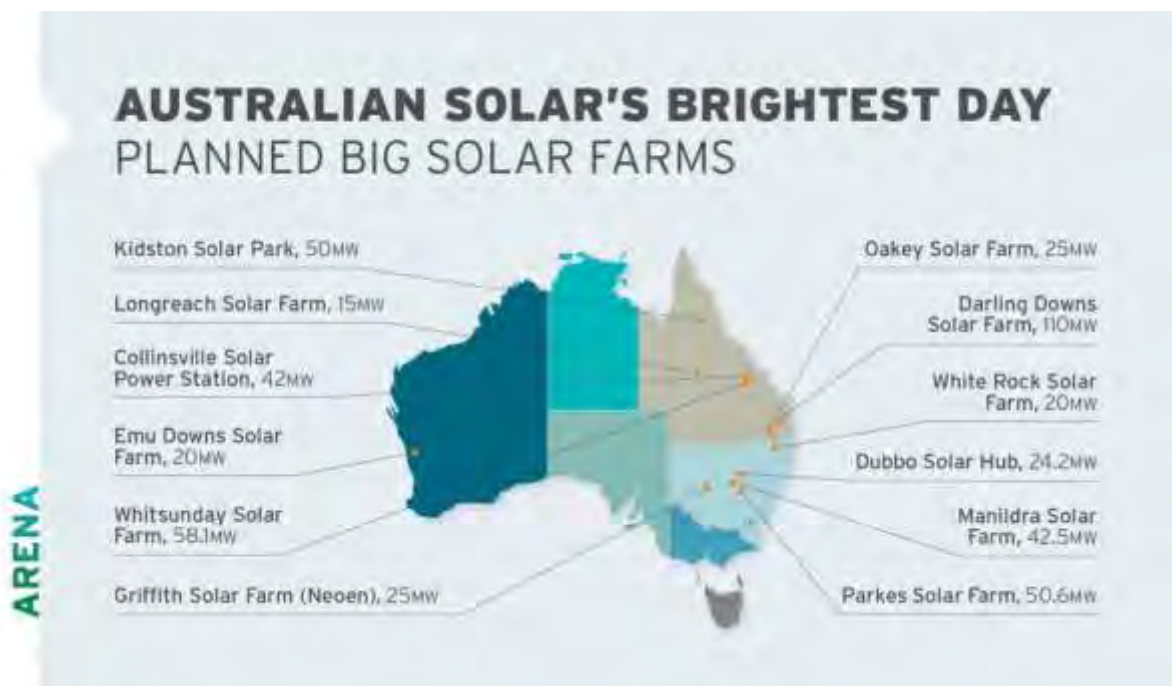 AUSTRALIAN SOLAR'S BRIGHTEST DAY
PLANNED BIG SOLAR FARMS
Kidston Solar Park, 50MW
Longreach Solar Farm, 15MW
Collinsville Solar
Power Station, 42MW
Emu Downs Solar
Farm, 20MW
Whitsunday Solar
Farm, 58.1MW
Griffith Solar Farm (Neoen), 25MW
Oakey Solar Farm, 25MW
Darling Downs
Solar Farm, 110MW
White Rock Solar
Farm, 20MW
Dubbo Solar Hub, 24.2MW
Manildra Solar
Farm, 42.5MW
Parkes Solar Farm, 50.6MW
ARENA